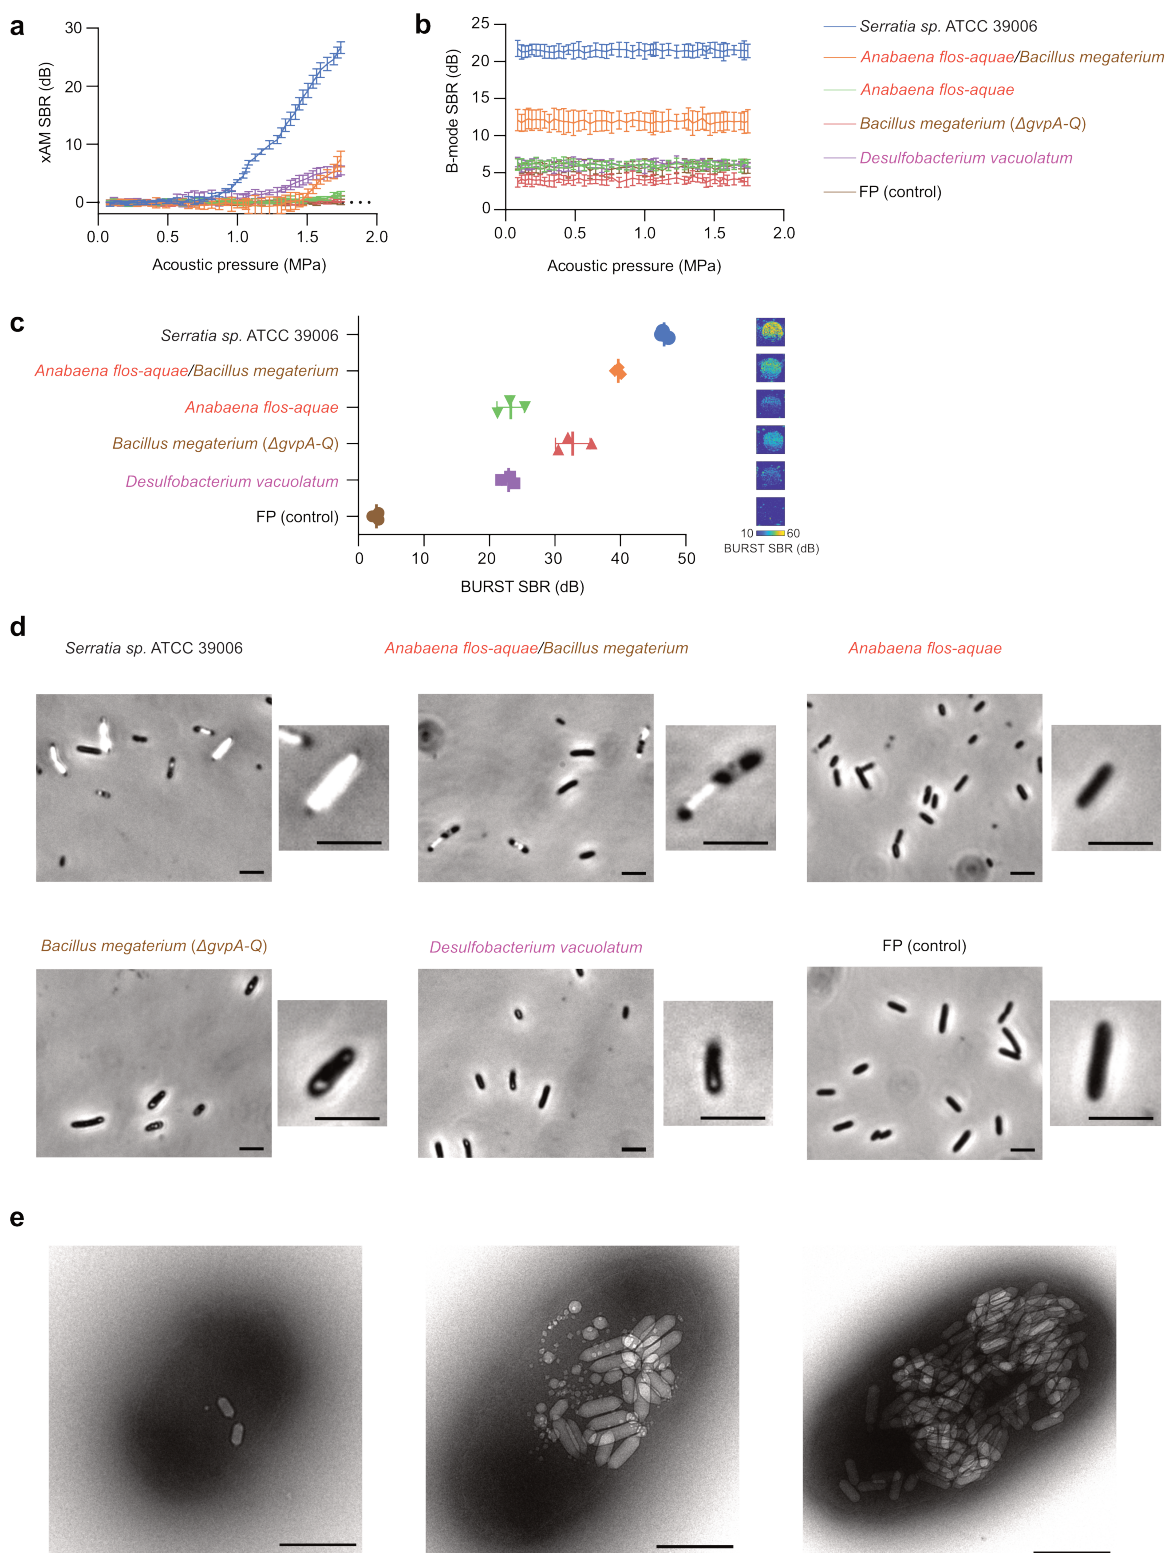 a
30
20
10
0
xAM SBR (dB)
0.0 0.5 1.0 1.5 2.0
Acoustic pressure (MPa)
b
25
20
15
10
5
0
B-mode SBR (dB)
0.0 0.5 1.0 1.5 2.0
Acoustic pressure (MPa)
Serratia sp. ATCC 39006
Anabaena flos-aquae/Bacillus megaterium
Anabaena flos-aquae
Bacillus megaterium (ΔgvpA-Q)
Desulfobacterium vacuolatum
FP (control)
c
Serratia sp. ATCC 39006
Anabaena flos-aquae/Bacillus megaterium
Anabaena flos-aquae
Bacillus megaterium (ΔgvpA-Q)
Desulfobacterium vacuolatum
FP (control)
0 10 20 30 40 50
BURST SBR (dB)
10 60
BURST SBR (dB)
d
Serratia sp. ATCC 39006
Anabaena flos-aquae/Bacillus megaterium
Anabaena flos-aquae
Bacillus megaterium (ΔgvpA-Q)
Desulfobacterium vacuolatum
FP (control)
e